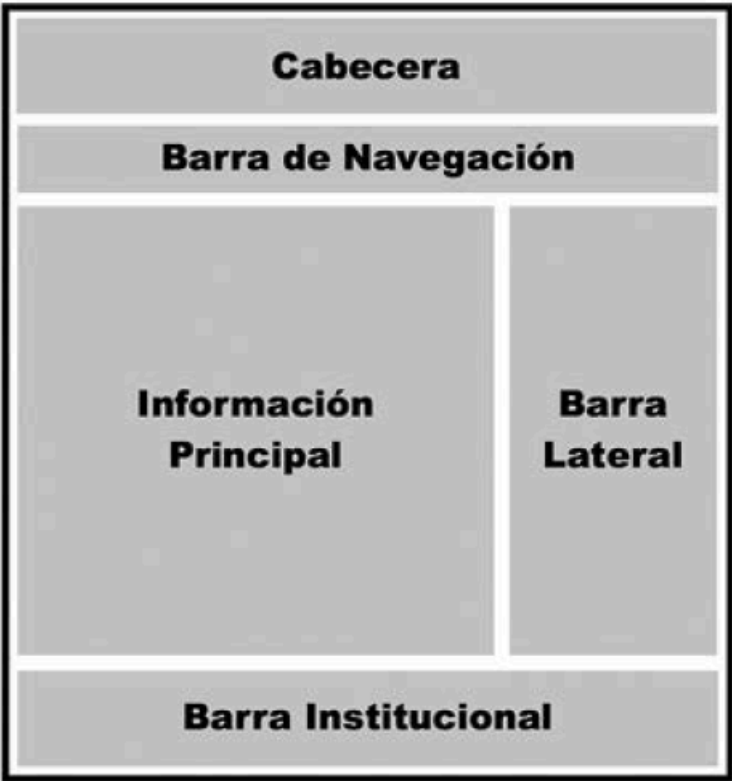 Cabecera
Barra de Navegación
Información
Principal
Barra
Lateral
Barra Institucional